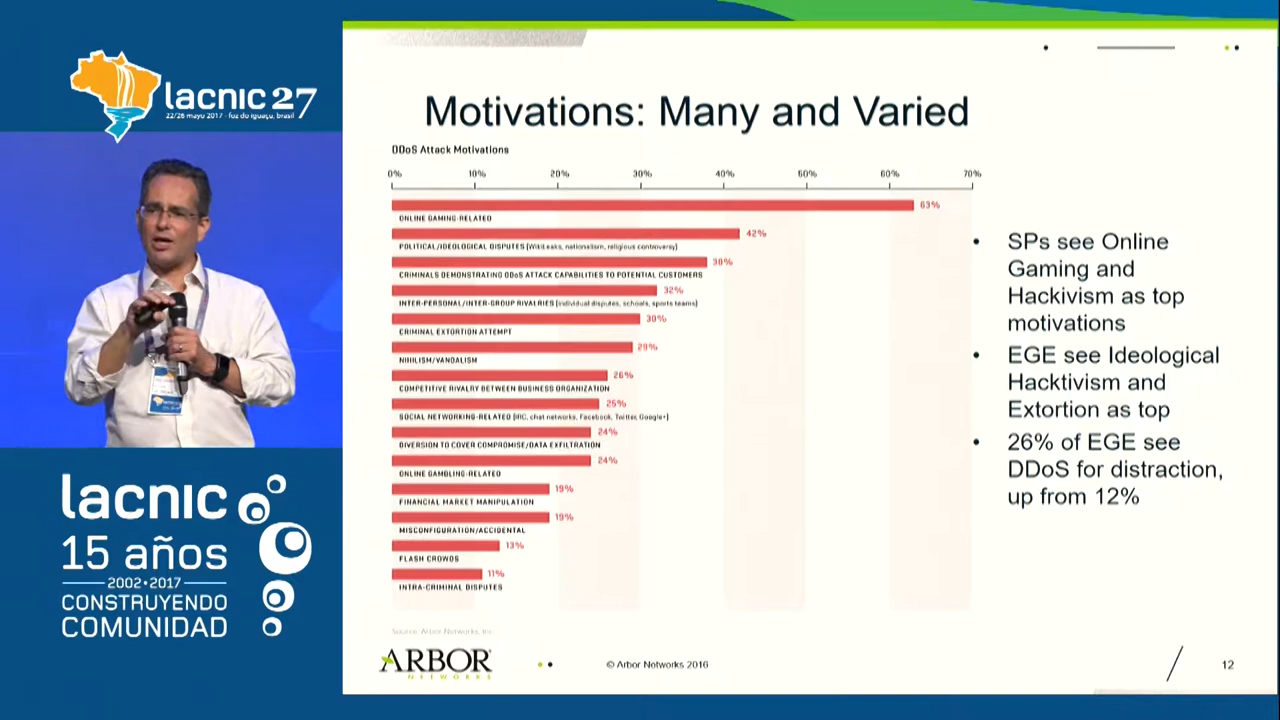 lacnic 27
22/26 mayo 2017 - foz do iguaçu, brasil
lacnic
15 años
2002•2017
CONSTRUYENDO
COMUNIDAD
Motivations: Many and Varied
DDoS Attack Motivations
0% 10% 20% 30% 40% 50% 60% 70%
63%
ONLINE GAMING-RELATED
42%
POLITICAL/IDEOLOGICAL DISPUTES (WikiLeaks, nationalism, religious controversy)
38%
CRIMINALS DEMONSTRATING DDoS ATTACK CAPABILITIES TO POTENTIAL CUSTOMERS
32%
INTER-PERSONAL/INTER-GROUP RIVALRIES (individual disputes, schools, sports teams)
30%
CRIMINAL EXTORTION ATTEMPT
29%
NIHILISM/VANDALISM
26%
COMPETITIVE RIVALRY BETWEEN BUSINESS ORGANIZATION
25%
SOCIAL NETWORKING-RELATED (IRC, chat networks, Facebook, Twitter, Google+)
24%
DIVERSION TO COVER COMPROMISE/DATA EXFILTRATION
24%
ONLINE GAMBLING-RELATED
19%
FINANCIAL MARKET MANIPULATION
19%
MISCONFIGURATION/ACCIDENTAL
13%
FLASH CROWDS
11%
INTRA-CRIMINAL DISPUTES
• SPs see Online
Gaming and
Hackivism as top
motivations
• EGE see Ideological
Hacktivism and
Extortion as top
• 26% of EGE see
DDoS for distraction,
up from 12%
Source: Arbor Networks, Inc.
ARBOR
NETWORKS
© Arbor Networks 2016
12